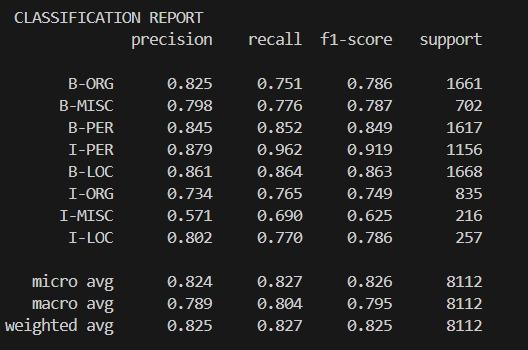 CLASSIFICATION REPORT
precision recall f1-score support
B-ORG 0.825 0.751 0.786 1661
B-MISC 0.798 0.776 0.787 702
B-PER 0.845 0.852 0.849 1617
I-PER 0.879 0.962 0.919 1156
B-LOC 0.861 0.864 0.863 1668
I-ORG 0.734 0.765 0.749 835
I-MISC 0.571 0.690 0.625 216
I-LOC 0.802 0.770 0.786 257
micro avg 0.824 0.827 0.826 8112
macro avg 0.789 0.804 0.795 8112
weighted avg 0.825 0.827 0.825 8112